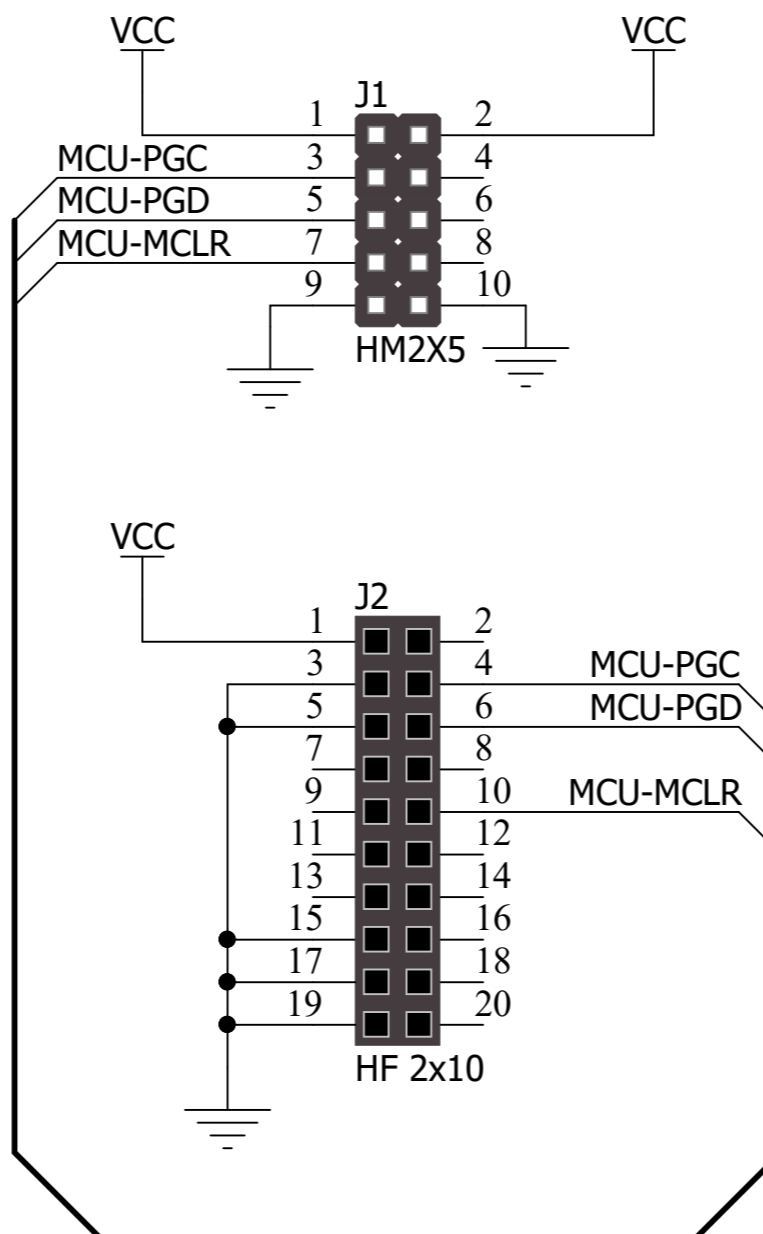 VCC VCC
J1
1 2
MCU-PGC 3 4
MCU-PGD 5 6
MCU-MCLR 7 8
9 10
HM2X5
VCC
J2
1 2
3 4 MCU-PGC
5 6 MCU-PGD
7 8
9 10 MCU-MCLR
11 12
13 14
15 16
17 18
19 20
HF 2x10